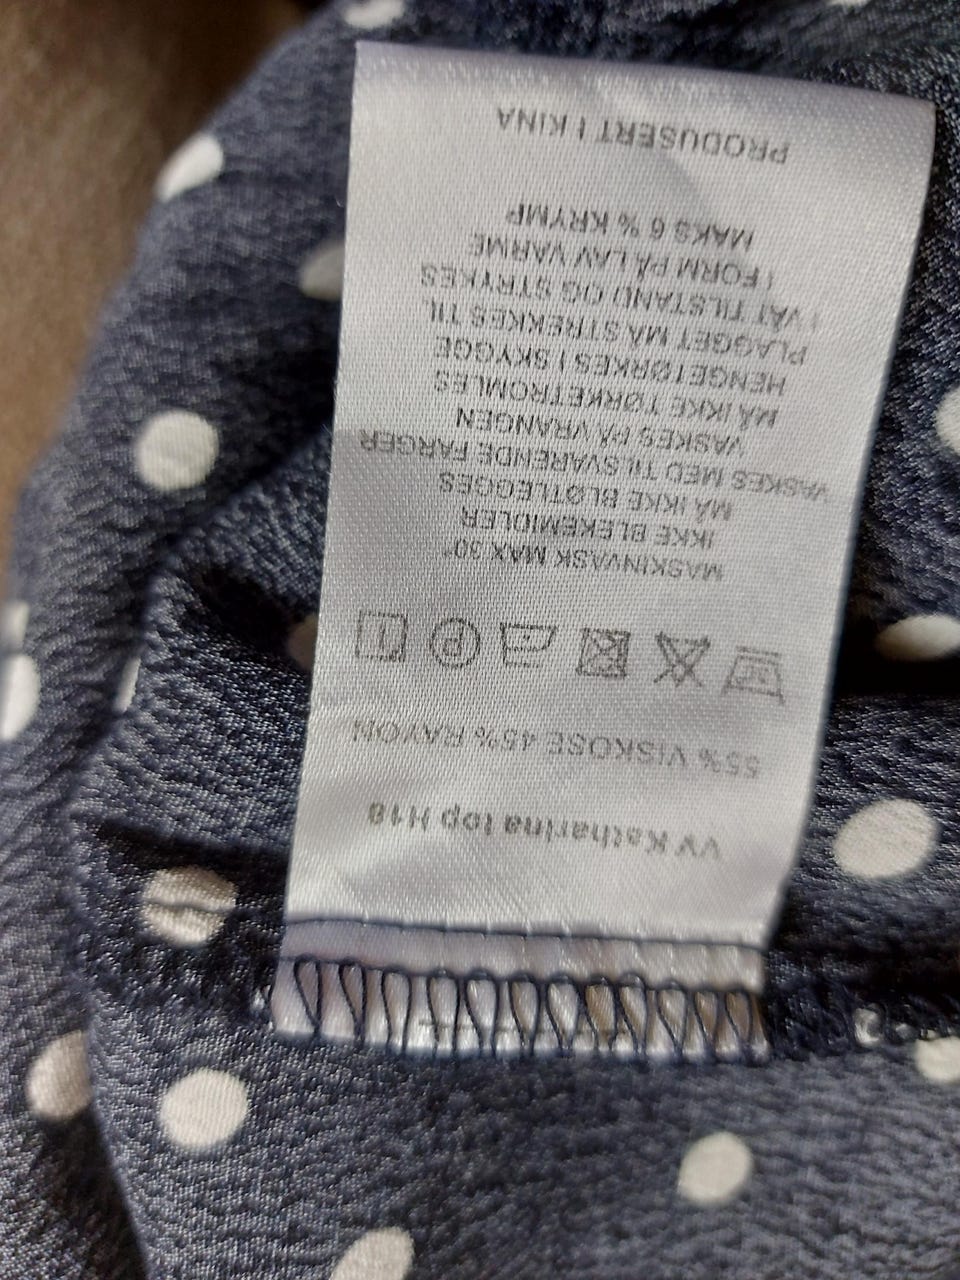 VV Katharina top H18
55% VISKOSE 45% RAYON
MASKINVASK MAX 30°
IKKE BLEKEMIDLER
MÅ IKKE BLØTLEGGES
VASKES MED TILSVARENDE FARGER
VASKES PÅ VRANGEN
MÅ IKKE TØRKETROMLES
HENGETØRKES I SKYGGE
PLAGGET MÅ STREKKES TIL
I VÅT TILSTAND OG STRYKES
I FORM PÅ LAV VARME
MAKS 6 % KRYMP
PRODUSERT I KINA